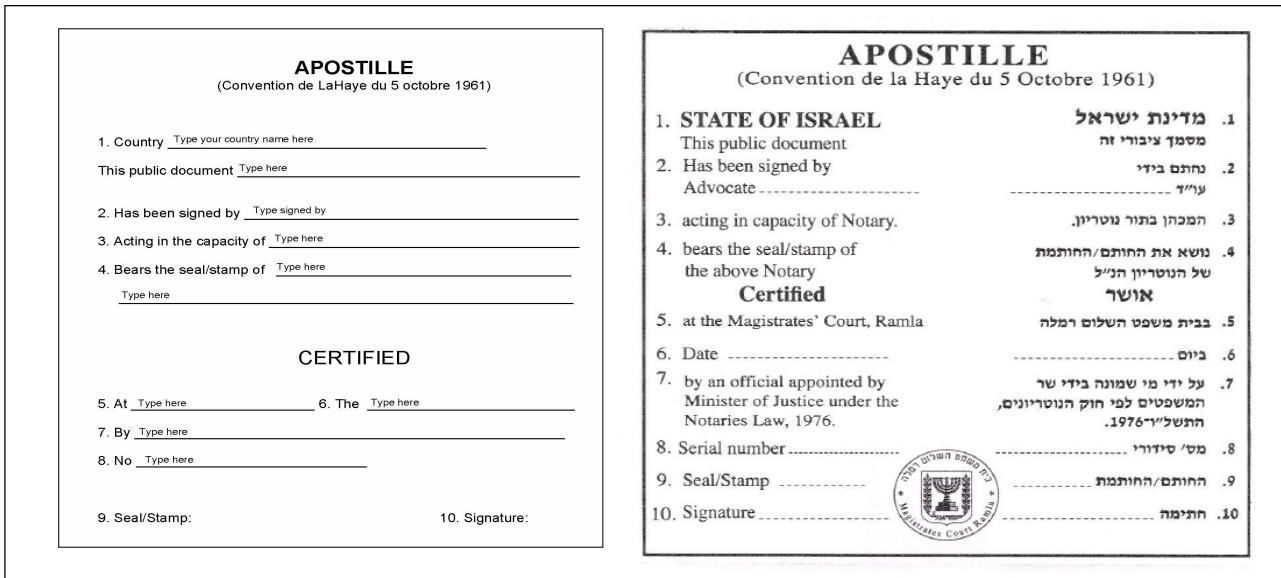 APOSTILLE
(Convention de LaHaye du 5 octobre 1961)
1. Country Type your country name here
This public document Type here
2. Has been signed by Type signed by
3. Acting in the capacity of Type here
4. Bears the seal/stamp of Type here
Type here
CERTIFIED
5. At Type here 6. The Type here
7. By Type here
8. No Type here
9. Seal/Stamp: 10. Signature:
APOSTILLE
(Convention de la Haye du 5 Octobre 1961)
1. STATE OF ISRAEL
This public document
2. Has been signed by
Advocate
3. acting in capacity of Notary.
4. bears the seal/stamp of
the above Notary
Certified
5. at the Magistrates' Court, Ramla
6. Date
7. by an official appointed by
Minister of Justice under the
Notaries Law, 1976.
8. Serial number
9. Seal/Stamp
10. Signature
1. מדינת ישראל
מסמך ציבורי זה
2. נחתם בידי
עו״ד
3. המכהן בתור נוטריון.
4. נושא את החותם/החותמת
של הנוטריון הנ״ל
אושר
5. בבית משפט השלום רמלה
6. ביום
7. על ידי מי שמונה בידי שר
המשפטים לפי חוק הנוטריונים,
התשל״ו-1976.
8. מס׳ סידורי
9. החותם/החותמת
10. חתימה
בית משפט השלום רמלה
Magistrates Court Ramla